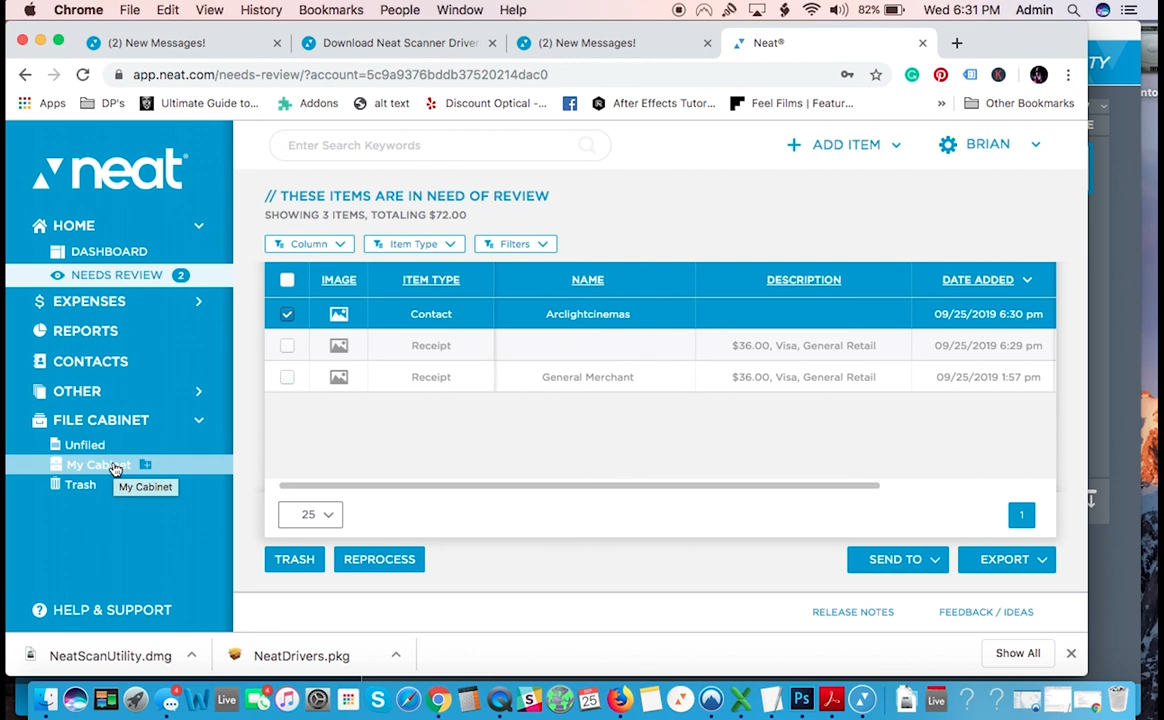 Chrome File Edit View History Bookmarks People Window Help 82% Wed 6:31 PM Admin
(2) New Messages! Download Neat Scanner Driver (2) New Messages! Neat®
app.neat.com/needs-review/?account=5c9a9376bddb37520214dac0
Apps DP's Ultimate Guide to... Addons alt text Discount Optical -... After Effects Tutor... Feel Films | Featur... » Other Bookmarks
neat®
Enter Search Keywords
+ ADD ITEM BRIAN
HOME
DASHBOARD
NEEDS REVIEW 2
$ EXPENSES
REPORTS
CONTACTS
OTHER
FILE CABINET
Unfiled
My Cabinet
My Cabinet
Trash
? HELP & SUPPORT
// THESE ITEMS ARE IN NEED OF REVIEW
SHOWING 3 ITEMS, TOTALING $72.00
Column Item Type Filters
IMAGE ITEM TYPE NAME DESCRIPTION DATE ADDED
Contact Arclightcinemas 09/25/2019 6:30 pm
Receipt $36.00, Visa, General Retail 09/25/2019 6:29 pm
Receipt General Merchant $36.00, Visa, General Retail 09/25/2019 1:57 pm
25 1
TRASH REPROCESS SEND TO EXPORT
RELEASE NOTES FEEDBACK / IDEAS
NeatScanUtility.dmg NeatDrivers.pkg Show All